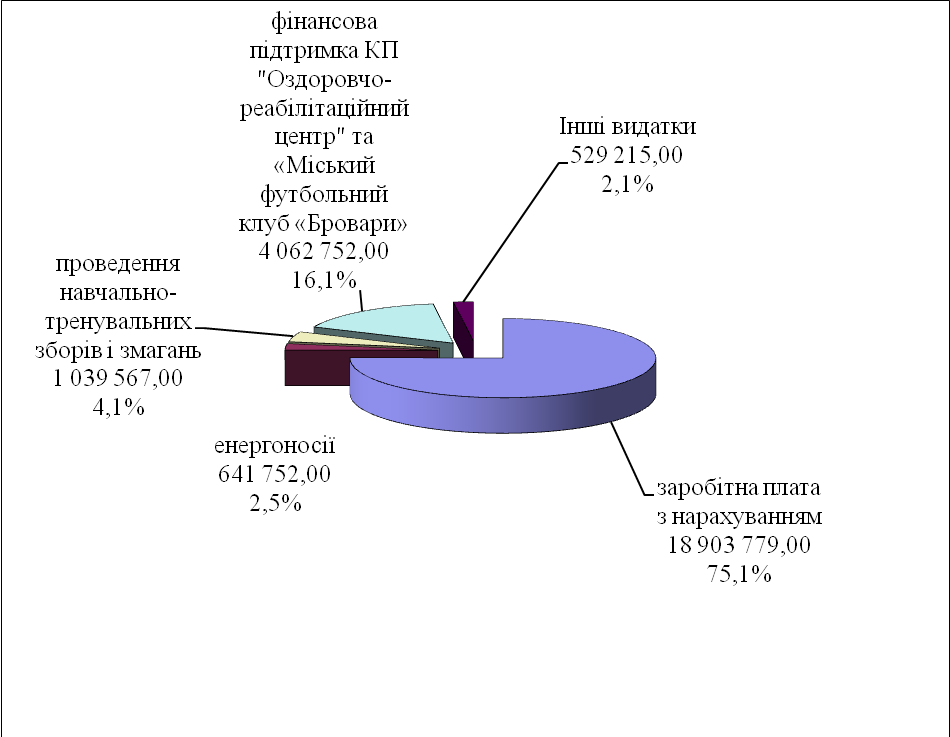 фінансова
підтримка КП
"Оздоровчо-
реабілітаційний
центр" та
«Міський
футбольний
клуб «Бровари»
4 062 752,00
16,1%
Інші видатки
529 215,00
2,1%
проведення
навчально-
тренувальних
зборів і змагань
1 039 567,00
4,1%
енергоносії
641 752,00
2,5%
заробітна плата
з нарахуванням
18 903 779,00
75,1%